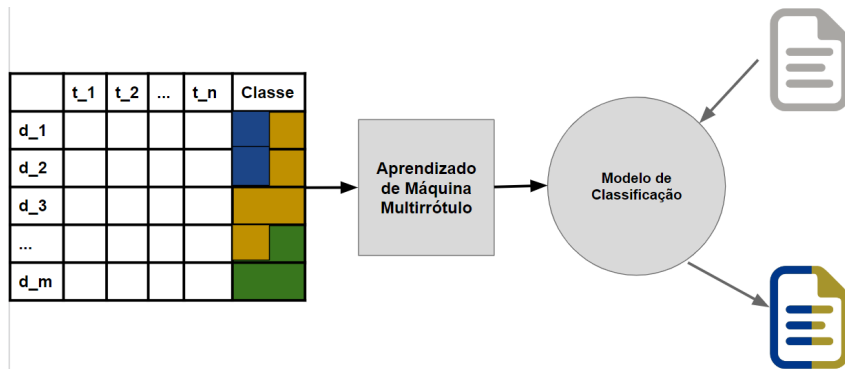 t_1 t_2 ... t_n Classe
d_1
d_2
d_3
...
d_m
Aprendizado
de Máquina
Multirrótulo
Modelo de
Classificação